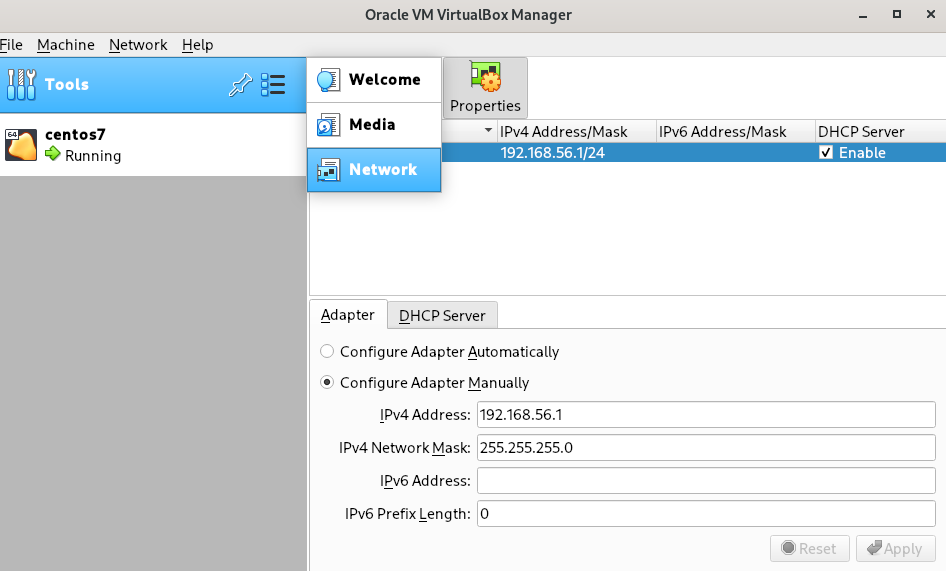 Oracle VM VirtualBox Manager
File Machine Network Help
Tools
Welcome
Properties
Media
Network
IPv4 Address/Mask IPv6 Address/Mask DHCP Server
192.168.56.1/24 Enable
64
centos7
Running
Adapter DHCP Server
Configure Adapter Automatically
Configure Adapter Manually
IPv4 Address: 192.168.56.1
IPv4 Network Mask: 255.255.255.0
IPv6 Address:
IPv6 Prefix Length: 0
Reset Apply